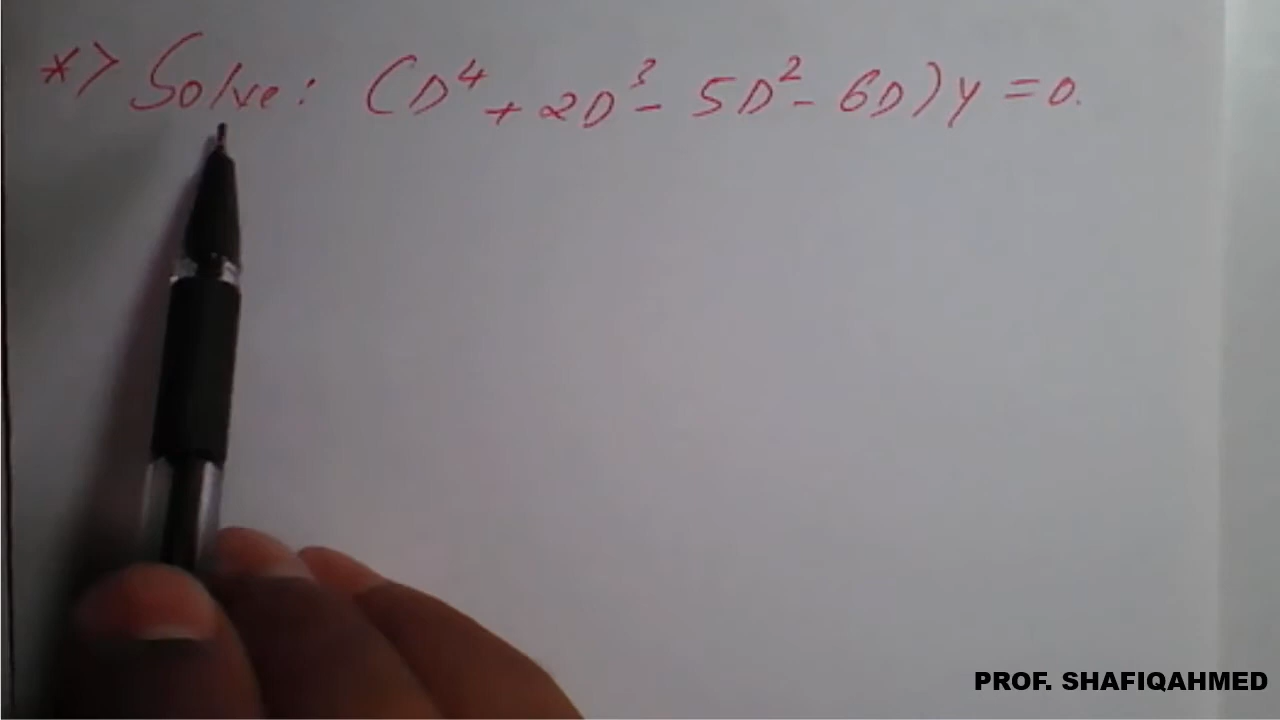 *> Solve: (D⁴ + 2D³ - 5D² - 6D) y = 0.
PROF. SHAFIQAHMED